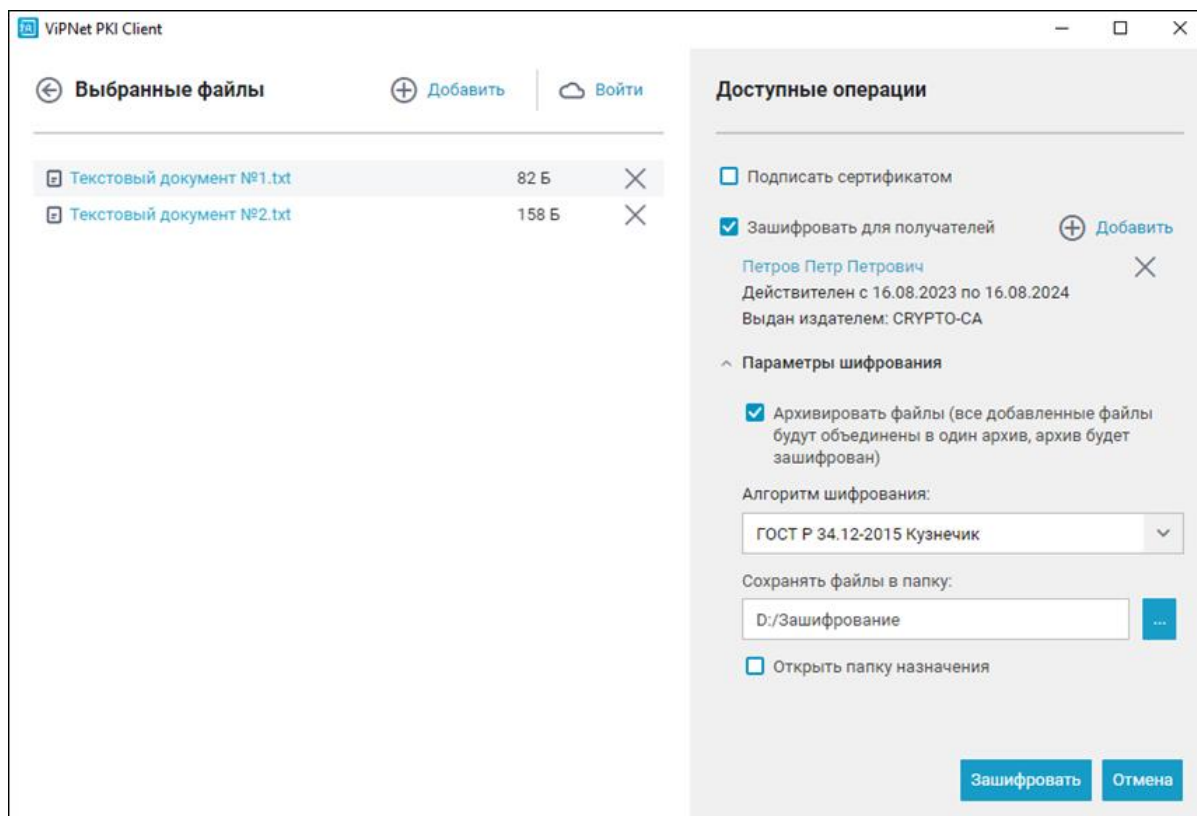 ViPNet PKI Client
Выбранные файлы
Добавить
Войти
Текстовый документ №1.txt 82 Б
Текстовый документ №2.txt 158 Б
Доступные операции
Подписать сертификатом
Зашифровать для получателей
Добавить
Петров Петр Петрович
Действителен с 16.08.2023 по 16.08.2024
Выдан издателем: CRYPTO-CA
Параметры шифрования
Архивировать файлы (все добавленные файлы
будут объединены в один архив, архив будет
зашифрован)
Алгоритм шифрования:
ГОСТ Р 34.12-2015 Кузнечик
Сохранять файлы в папку:
D:/Зашифрование
...
Открыть папку назначения
Зашифровать
Отмена